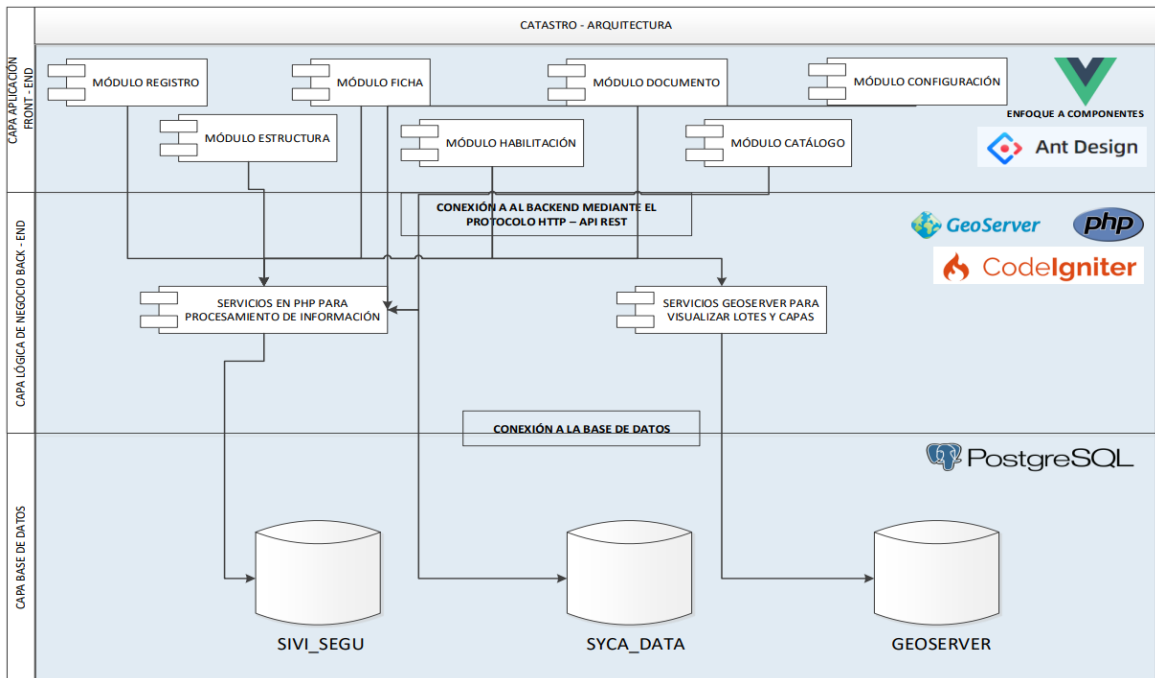 CATASTRO - ARQUITECTURA
CAPA APLICACIÓN
FRONT - END
MÓDULO REGISTRO
MÓDULO FICHA
MÓDULO DOCUMENTO
MÓDULO CONFIGURACIÓN
ENFOQUE A COMPONENTES
MÓDULO ESTRUCTURA
MÓDULO HABILITACIÓN
MÓDULO CATÁLOGO
Ant Design
CAPA LÓGICA DE NEGOCIO BACK - END
CONEXIÓN A AL BACKEND MEDIANTE EL
PROTOCOLO HTTP – API REST
GeoServer
php
CodeIgniter
SERVICIOS EN PHP PARA
PROCESAMIENTO DE INFORMACIÓN
SERVICIOS GEOSERVER PARA
VISUALIZAR LOTES Y CAPAS
CONEXIÓN A LA BASE DE DATOS
CAPA BASE DE DATOS
PostgreSQL
SIVI_SEGU
SYCA_DATA
GEOSERVER